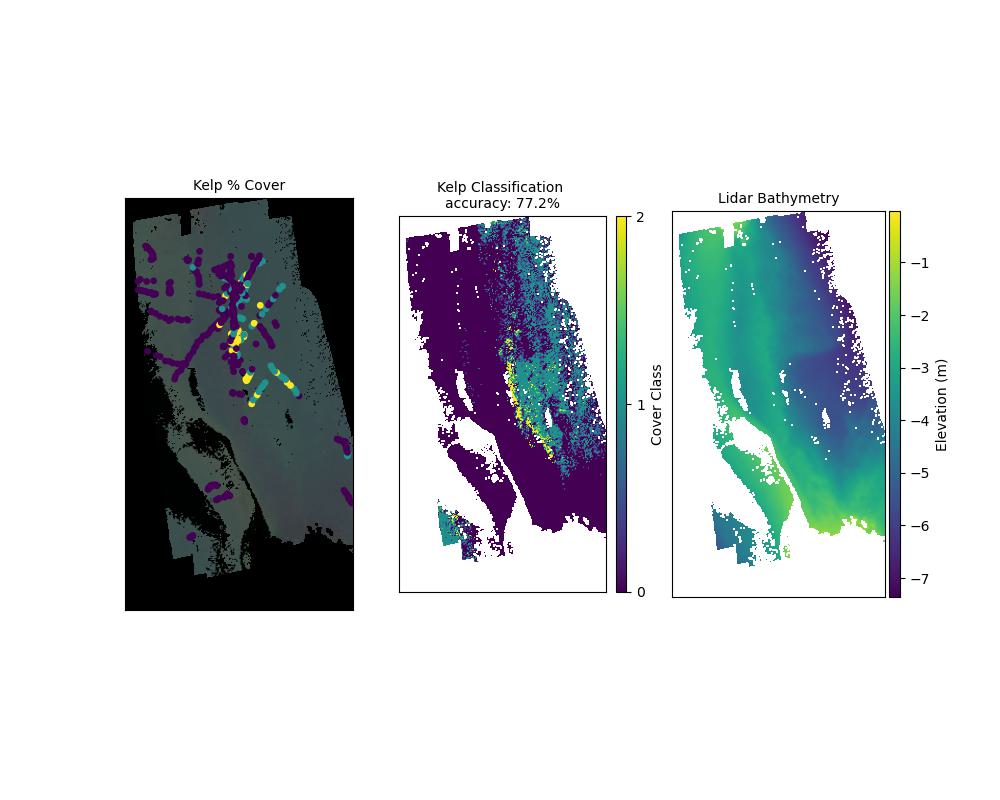 Kelp % Cover
Kelp Classification
accuracy: 77.2%
2
1
0
Cover Class
Lidar Bathymetry
−1
−2
−3
−4
−5
−6
−7
Elevation (m)